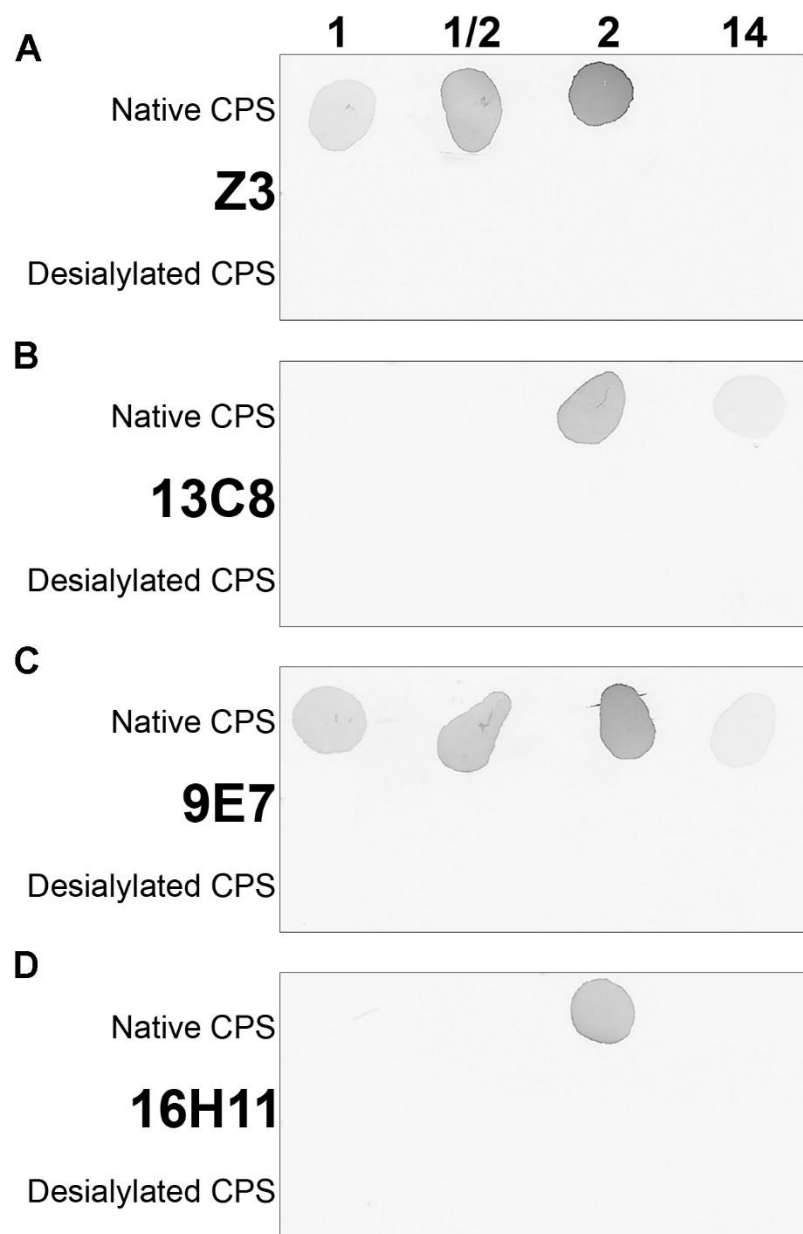 1 1/2 2 14
A
Native CPS
Z3
Desialylated CPS
B
Native CPS
13C8
Desialylated CPS
C
Native CPS
9E7
Desialylated CPS
D
Native CPS
16H11
Desialylated CPS